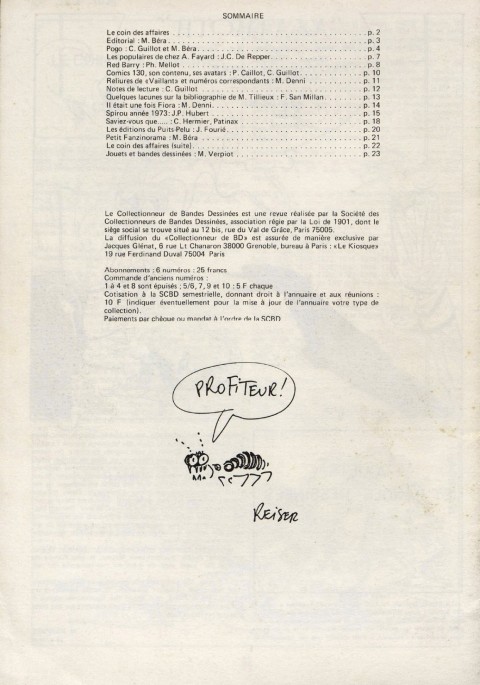 SOMMAIRE
Le coin des affaires . . . . . . . . . . . . . . . . . . . . p. 2
Editorial : M. Béra . . . . . . . . . . . . . . . . . . . . p. 3
Pogo : C. Guillot et M. Béra . . . . . . . . . . . . . . . . . . . . p. 4
Les populaires de chez A. Fayard : J.C. De Repper . . . . . . . . . . . . . . . . . . . . p. 7
Red Barry : Ph. Mellot . . . . . . . . . . . . . . . . . . . . p. 8
Comics 130, son contenu, ses avatars : P. Caillot, C. Guillot . . . . . . . . . . . . . . . . . . . . p. 10
Reliures de «Vaillant» et numéros correspondants : M. Denni . . . . . . . . . . . . . . . . . . . . p. 11
Notes de lecture : C. Guillot . . . . . . . . . . . . . . . . . . . . p. 12
Quelques lacunes sur la bibliographie de M. Tillieux : F. San Millan . . . . . . . . . . . . . . . . . . . . p. 13
Il était une fois Fiora : M. Denni . . . . . . . . . . . . . . . . . . . . p. 14
Spirou année 1973 : J.P. Hubert . . . . . . . . . . . . . . . . . . . . p. 15
Saviez-vous que ..... : C. Hermier, Patinax . . . . . . . . . . . . . . . . . . . . p. 18
Les éditions du Puits-Pelu : J. Fourié . . . . . . . . . . . . . . . . . . . . p. 20
Petit Fanzinorama : M. Béra . . . . . . . . . . . . . . . . . . . . p. 21
Le coin des affaires (suite) . . . . . . . . . . . . . . . . . . . . p. 22
Jouets et bandes dessinées : M. Verpiot . . . . . . . . . . . . . . . . . . . . p. 23
Le Collectionneur de Bandes Dessinées est une revue réalisée par la Société des
Collectionneurs de Bandes Dessinées, association régie par la Loi de 1901, dont le
siège social se trouve situé au 12 bis, rue du Val de Grâce, Paris 75005.
La diffusion du «Collectionneur de BD» est assurée de manière exclusive par
Jacques Glénat, 6 rue Lt Chanaron 38000 Grenoble, bureau à Paris : «Le Kiosque»
19 rue Ferdinand Duval 75004 Paris
Abonnements : 6 numéros : 25 francs
Commande d'anciens numéros :
1 à 4 et 8 sont épuisés ; 5/6, 7, 9 et 10 : 5 F chaque
Cotisation à la SCBD semestrielle, donnant droit à l'annuaire et aux réunions :
10 F (indiquer éventuellement pour la mise à jour de l'annuaire votre type de
collection).
Paiements par chèque ou mandat à l'ordre de la SCBD
PROFITEUR!
REISER